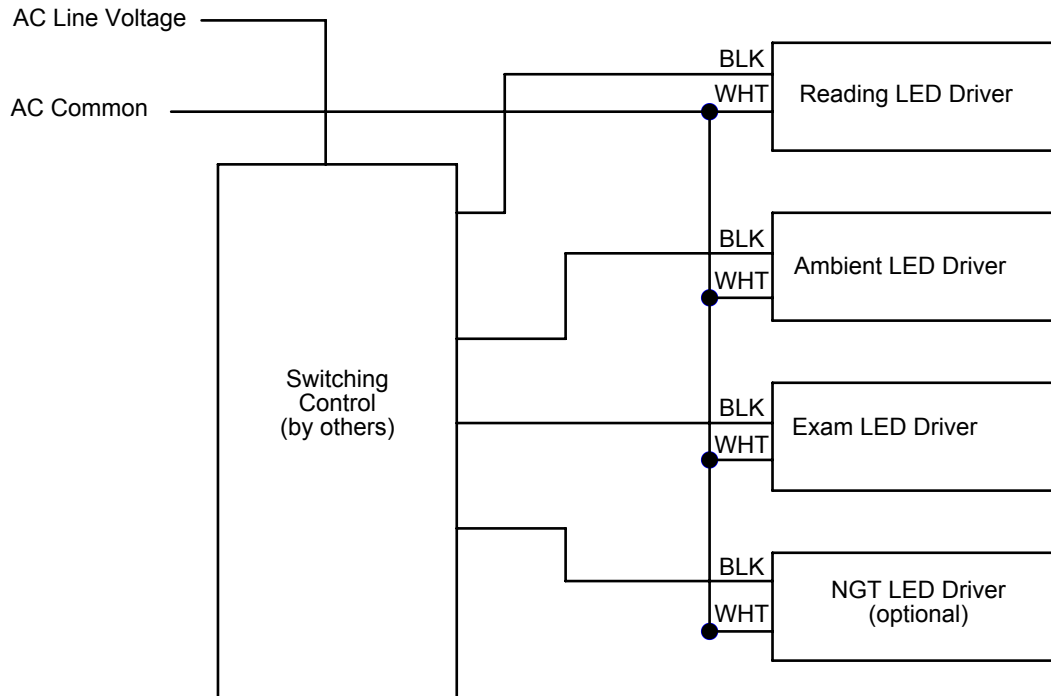 AC Line Voltage
AC Common
BLK
WHT
Reading LED Driver
BLK
WHT
Ambient LED Driver
Switching
Control
(by others)
BLK
WHT
Exam LED Driver
BLK
WHT
NGT LED Driver
(optional)